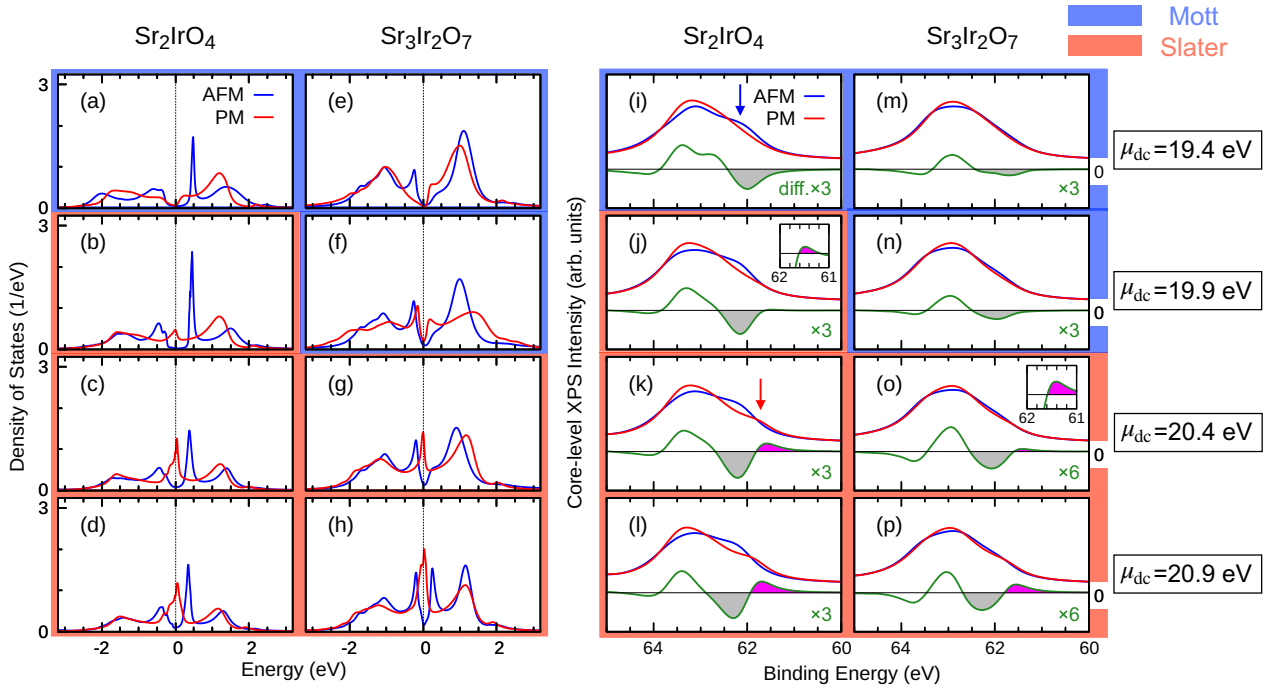 Sr2IrO4
Sr3Ir2O7
Sr2IrO4
Sr3Ir2O7
Mott
Slater
Density of States (1/eV)
3
0
3
0
3
0
3
0
(a)
AFM
PM
(b)
(c)
(d)
-2
0
2
(e)
(f)
(g)
(h)
-2
0
2
Energy (eV)
Core-level XPS Intensity (arb. units)
(i)
AFM
PM
diff.×3
(j)
62
61
×3
(k)
×3
(l)
×3
64
62
60
(m)
×3
0
(n)
×3
0
(o)
62
61
×6
0
(p)
×6
0
64
62
60
Binding Energy (eV)
μdc=19.4 eV
μdc=19.9 eV
μdc=20.4 eV
μdc=20.9 eV